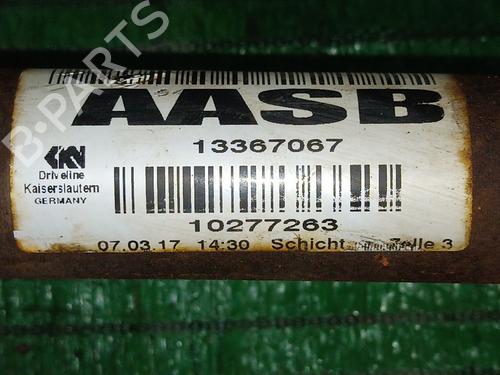 B-PARTS
AASB
13367067
GKN
Driveline
Kaiserslautern
GERMANY
10277263
07.03.17 14:30 Schicht Zelle 3